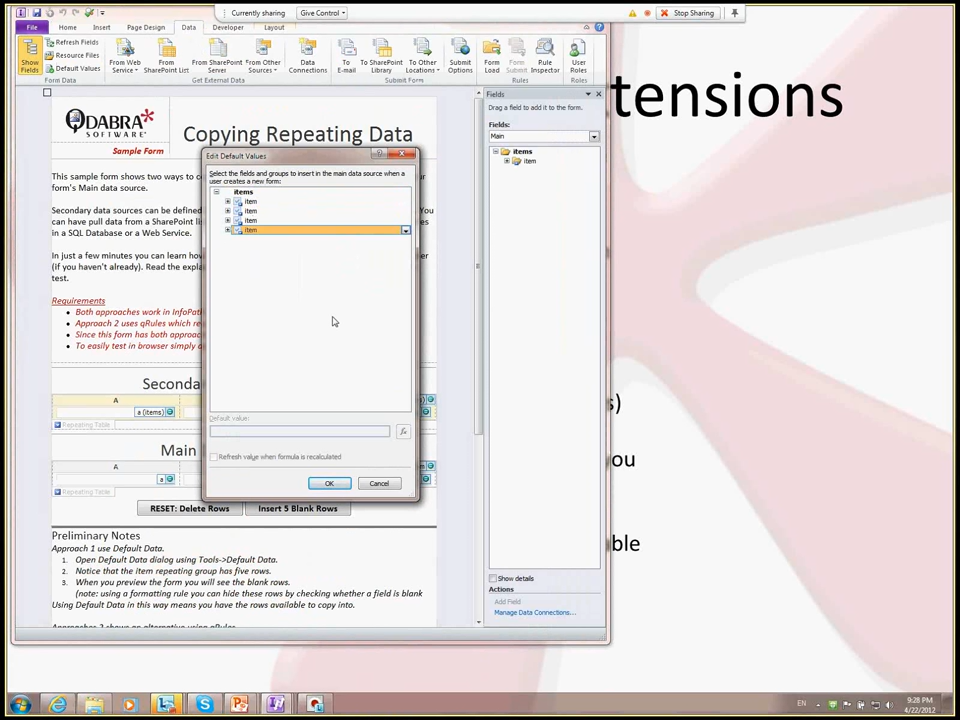 Currently sharing
Give Control
Stop Sharing
File Home Insert Page Design Data Developer Layout
Show Fields
Refresh Fields
Resource Files
Default Values
From Web Service
From SharePoint List
From SharePoint Server
From Other Sources
Data Connections
To E-mail
To SharePoint Library
To Other Locations
Submit Options
Form Load
Form Submit
Rule Inspector
User Roles
Form Data
Get External Data
Submit Form
Rules
Roles
tensions
QDABRA
SOFTWARE
Sample Form
Copying Repeating Data
This sample form shows two ways to
form's Main data source.
Secondary data sources can be defined
You
can have pull data from a SharePoint li
in a SQL Database or a Web Service.
In just a few minutes you can learn how
(if you haven't already). Read the expla
test.
Requirements
Both approaches work in InfoPat
Approach 2 uses qRules which re
Since this form has both approac
To easily test in browser simply
Secon
A
a (items)
Repeating Table
Main
A
a
Repeating Table
RESET: Delete Rows
Insert 5 Blank Rows
Preliminary Notes
Approach 1 use Default Data.
1. Open Default Data dialog using Tools->Default Data.
2. Notice that the item repeating group has five rows.
3. When you preview the form you will see the blank rows.
(note: using a formatting rule you can hide these rows by checking whether a field is blank
Using Default Data in this way means you have the rows available to copy into.
Edit Default Values
Select the fields and groups to insert in the main data source when a
user creates a new form:
items
item
item
item
item
Default value:
fx
Refresh value when formula is recalculated
OK
Cancel
Fields
Drag a field to add it to the form.
Fields:
Main
items
item
Show details
Actions
Add Field
Manage Data Connections...
s)
ou
ble
EN
9:28 PM
4/22/2012